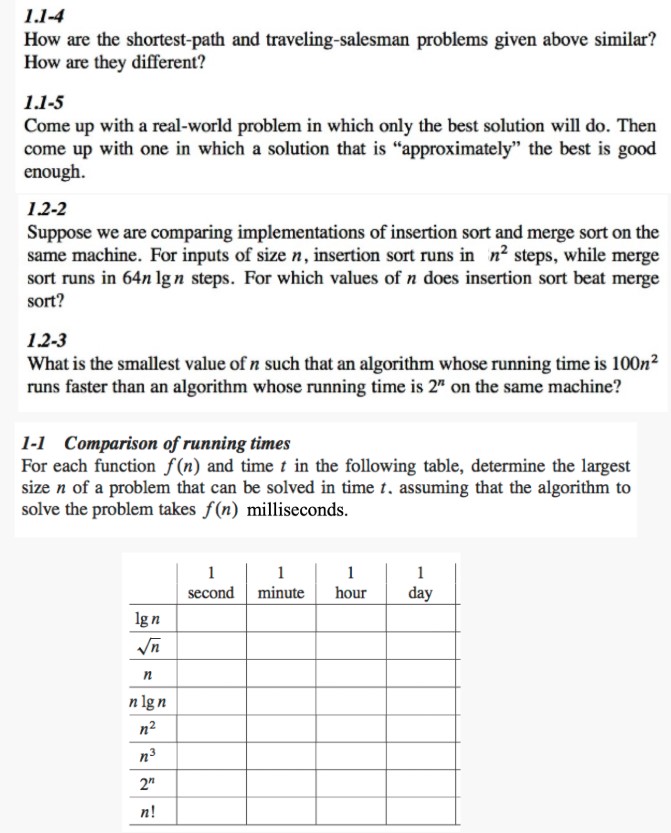 1.1-4
How are the shortest-path and traveling-salesman problems given above similar?
How are they different?
1.1-5
Come up with a real-world problem in which only the best solution will do. Then
come up with one in which a solution that is “approximately” the best is good
enough.
1.2-2
Suppose we are comparing implementations of insertion sort and merge sort on the
same machine. For inputs of size n, insertion sort runs in n² steps, while merge
sort runs in 64n lg n steps. For which values of n does insertion sort beat merge
sort?
1.2-3
What is the smallest value of n such that an algorithm whose running time is 100n²
runs faster than an algorithm whose running time is 2ⁿ on the same machine?
1-1 Comparison of running times
For each function f(n) and time t in the following table, determine the largest
size n of a problem that can be solved in time t. assuming that the algorithm to
solve the problem takes f(n) milliseconds.
1 1 1 1
second minute hour day
lg n
√n
n
n lg n
n²
n³
2ⁿ
n!